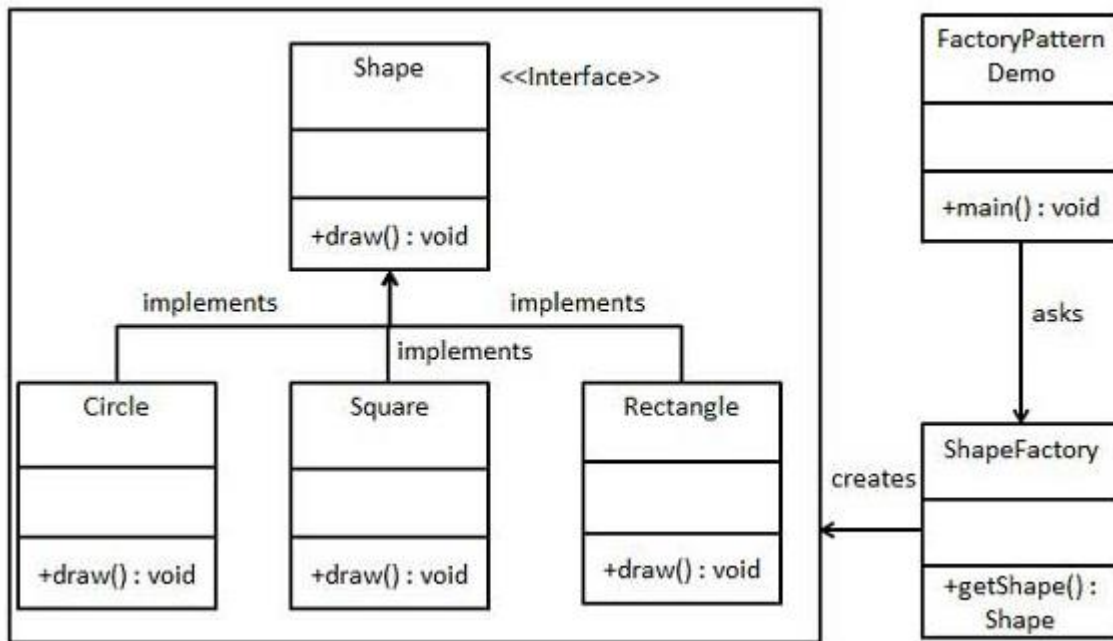 Shape
<<Interface>>
+draw() : void
implements
implements
implements
Circle
+draw() : void
Square
+draw() : void
Rectangle
+draw() : void
FactoryPattern
Demo
+main() : void
asks
ShapeFactory
creates
+getShape() :
Shape